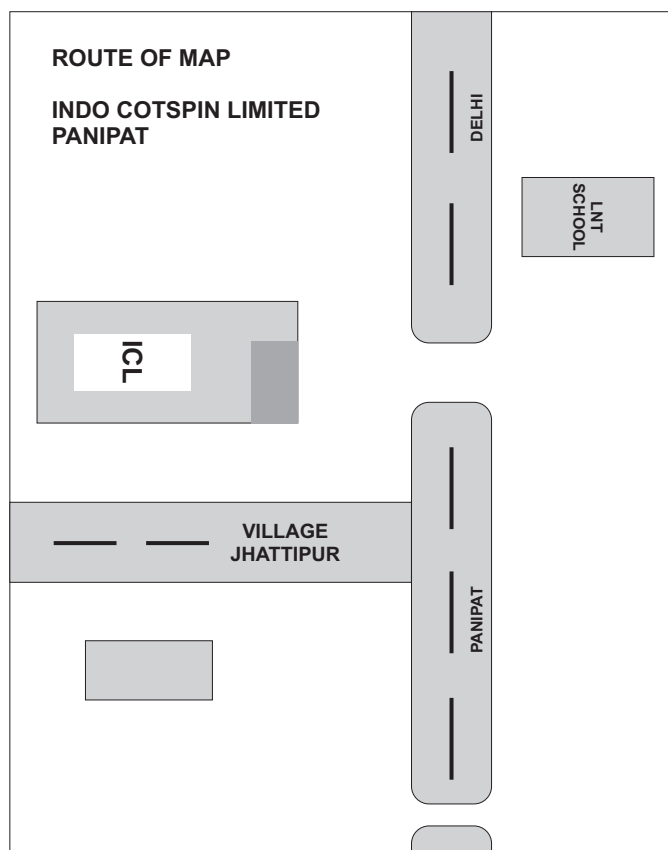 ROUTE OF MAP
INDO COTSPIN LIMITED
PANIPAT
DELHI
LNT
SCHOOL
ICL
VILLAGE
JHATTIPUR
PANIPAT